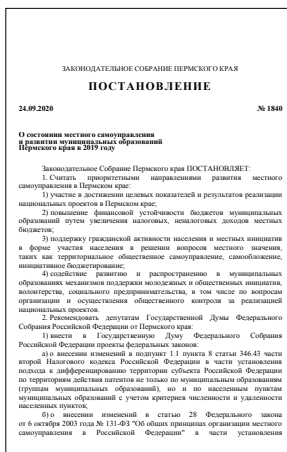 ЗАКОНОДАТЕЛЬНОЕ СОБРАНИЕ ПЕРМСКОГО КРАЯ
ПОСТАНОВЛЕНИЕ
24.09.2020 № 1840
О состоянии местного самоуправления
и развитии муниципальных образований
Пермского края в 2019 году
Законодательное Собрание Пермского края ПОСТАНОВЛЯЕТ:
1. Считать приоритетными направлениями развития местного
самоуправления в Пермском крае:
1) участие в достижении целевых показателей и результатов реализации
национальных проектов в Пермском крае;
2) повышение финансовой устойчивости бюджетов муниципальных
образований путем увеличения налоговых, неналоговых доходов местных
бюджетов;
3) поддержку гражданской активности населения и местных инициатив
в форме участия населения в решении вопросов местного значения,
таких как территориальное общественное самоуправление, самообложение,
инициативное бюджетирование;
4) содействие развитию и распространению в муниципальных
образованиях механизмов поддержки молодежных и общественных инициатив,
волонтерства, социального предпринимательства, в том числе по вопросам
организации и осуществления общественного контроля за реализацией
национальных проектов.
2. Рекомендовать депутатам Государственной Думы Федерального
Собрания Российской Федерации от Пермского края:
1) внести в Государственную Думу Федерального Собрания
Российской Федерации проекты федеральных законов:
а) о внесении изменений в подпункт 1.1 пункта 8 статьи 346.43 части
второй Налогового кодекса Российской Федерации в части установления
подхода к дифференцированию территории субъекта Российской Федерации
по территориям действия патентов не только по муниципальным образованиям
(группам муниципальных образований), но и по населенным пунктам
муниципальных образований с учетом критериев численности и удаленности
населенных пунктов;
б) о внесении изменений в статью 28 Федерального закона
от 6 октября 2003 года № 131-ФЗ "Об общих принципах организации местного
самоуправления в Российской Федерации" в части установления